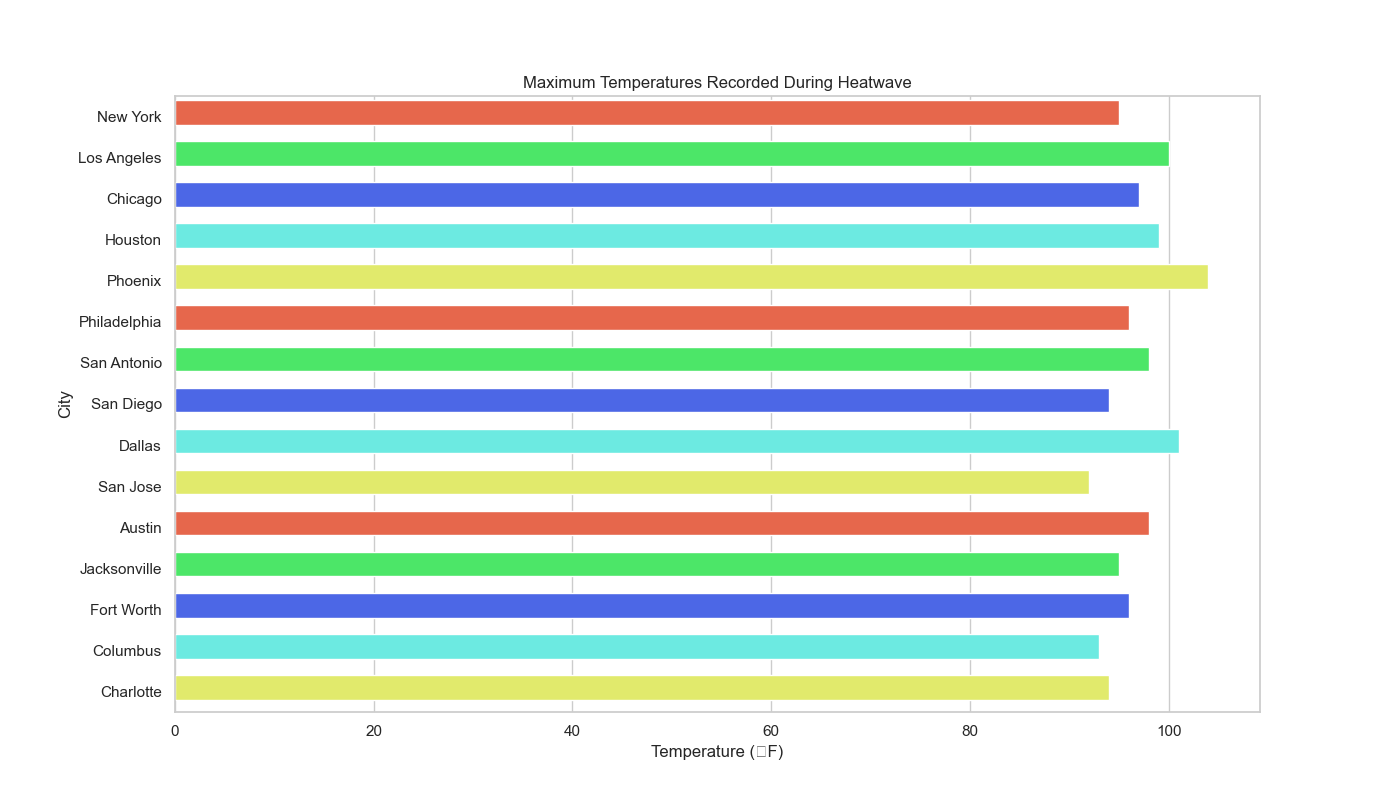 Maximum Temperatures Recorded During Heatwave
New York
Los Angeles
Chicago
Houston
Phoenix
Philadelphia
San Antonio
San Diego
Dallas
San Jose
Austin
Jacksonville
Fort Worth
Columbus
Charlotte
City
0 20 40 60 80 100
Temperature (□F)